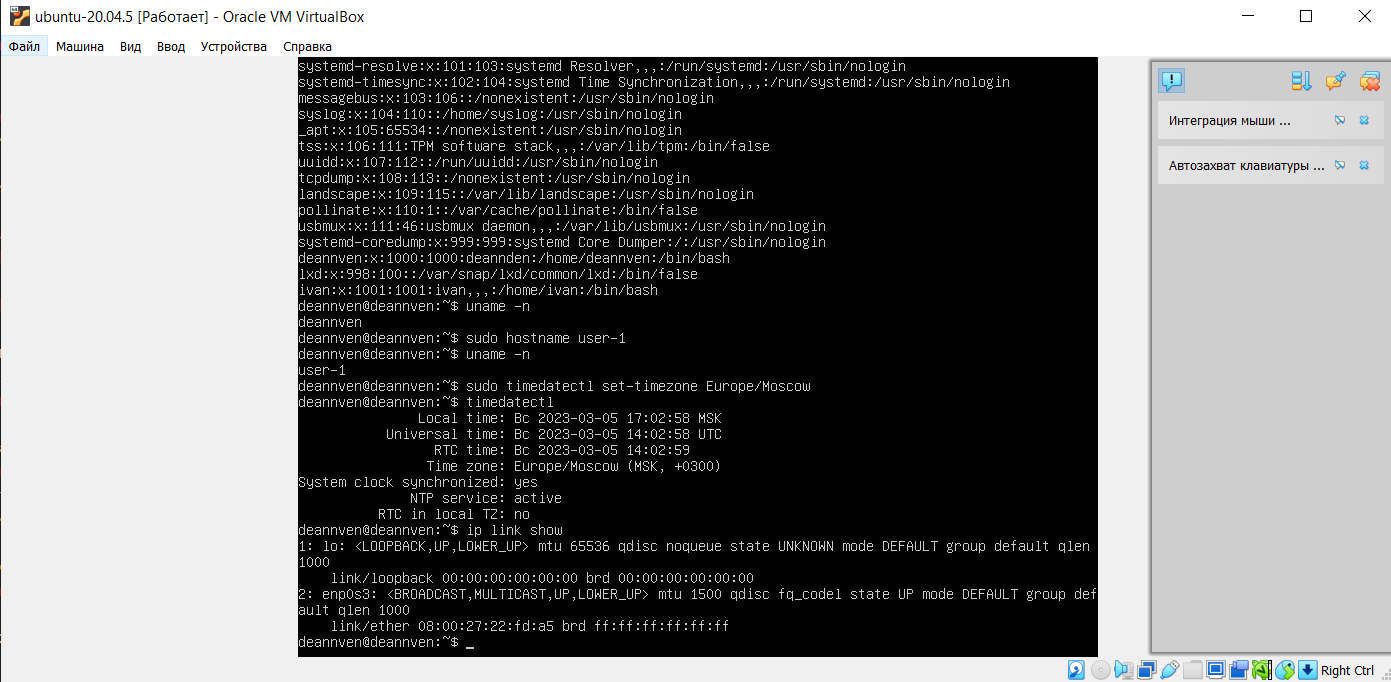 ubuntu-20.04.5 [Работает] - Oracle VM VirtualBox
Файл Машина Вид Ввод Устройства Справка
systemd-resolve:x:101:103:systemd Resolver,,,:/run/systemd:/usr/sbin/nologin
systemd-timesync:x:102:104:systemd Time Synchronization,,,:/run/systemd:/usr/sbin/nologin
messagebus:x:103:106::/nonexistent:/usr/sbin/nologin
syslog:x:104:110::/home/syslog:/usr/sbin/nologin
_apt:x:105:65534::/nonexistent:/usr/sbin/nologin
tss:x:106:111:TPM software stack,,,:/var/lib/tpm:/bin/false
uuidd:x:107:112::/run/uuidd:/usr/sbin/nologin
tcpdump:x:108:113::/nonexistent:/usr/sbin/nologin
landscape:x:109:115::/var/lib/landscape:/usr/sbin/nologin
pollinate:x:110:1::/var/cache/pollinate:/bin/false
usbmux:x:111:46:usbmux daemon,,,:/var/lib/usbmux:/usr/sbin/nologin
systemd-coredump:x:999:999:systemd Core Dumper:/:/usr/sbin/nologin
deannven:x:1000:1000:deannden:/home/deannven:/bin/bash
lxd:x:998:100::/var/snap/lxd/common/lxd:/bin/false
ivan:x:1001:1001:ivan,,,:/home/ivan:/bin/bash
deannven@deannven:~$ uname -n
deannven
deannven@deannven:~$ sudo hostname user-1
deannven@deannven:~$ uname -n
user-1
deannven@deannven:~$ sudo timedatectl set-timezone Europe/Moscow
deannven@deannven:~$ timedatectl
Local time: Вс 2023-03-05 17:02:58 MSK
Universal time: Вс 2023-03-05 14:02:58 UTC
RTC time: Вс 2023-03-05 14:02:59
Time zone: Europe/Moscow (MSK, +0300)
System clock synchronized: yes
NTP service: active
RTC in local TZ: no
deannven@deannven:~$ ip link show
1: lo: <LOOPBACK,UP,LOWER_UP> mtu 65536 qdisc noqueue state UNKNOWN mode DEFAULT group default qlen
1000
link/loopback 00:00:00:00:00:00 brd 00:00:00:00:00:00
2: enp0s3: <BROADCAST,MULTICAST,UP,LOWER_UP> mtu 1500 qdisc fq_codel state UP mode DEFAULT group def
ault qlen 1000
link/ether 08:00:27:22:fd:a5 brd ff:ff:ff:ff:ff:ff
deannven@deannven:~$ _
Интеграция мыши ...
Автозахват клавиатуры ...
Right Ctrl